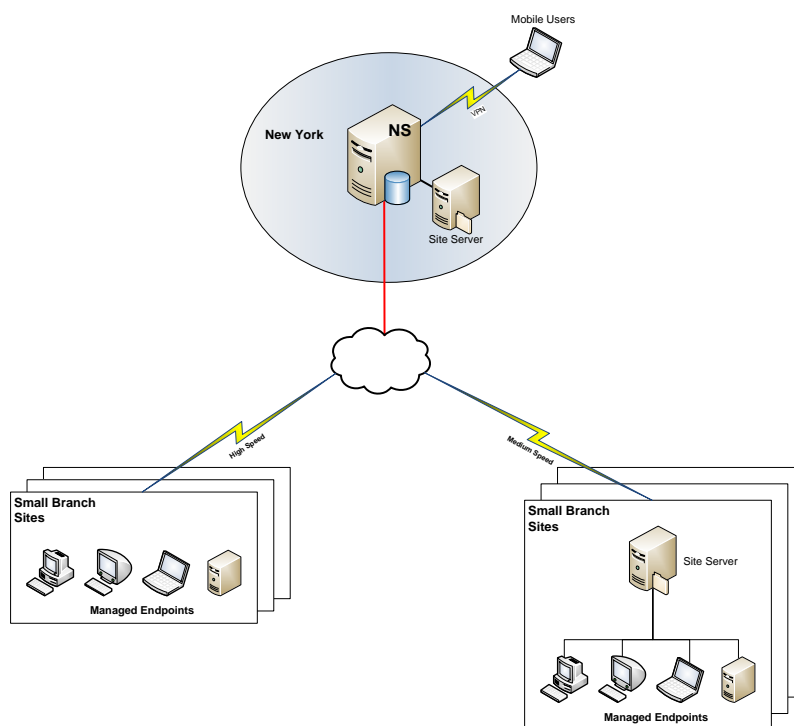 Mobile Users
VPN
New York
NS
Site Server
High Speed
Medium Speed
Small Branch
Sites
Managed Endpoints
Small Branch
Sites
Site Server
Managed Endpoints